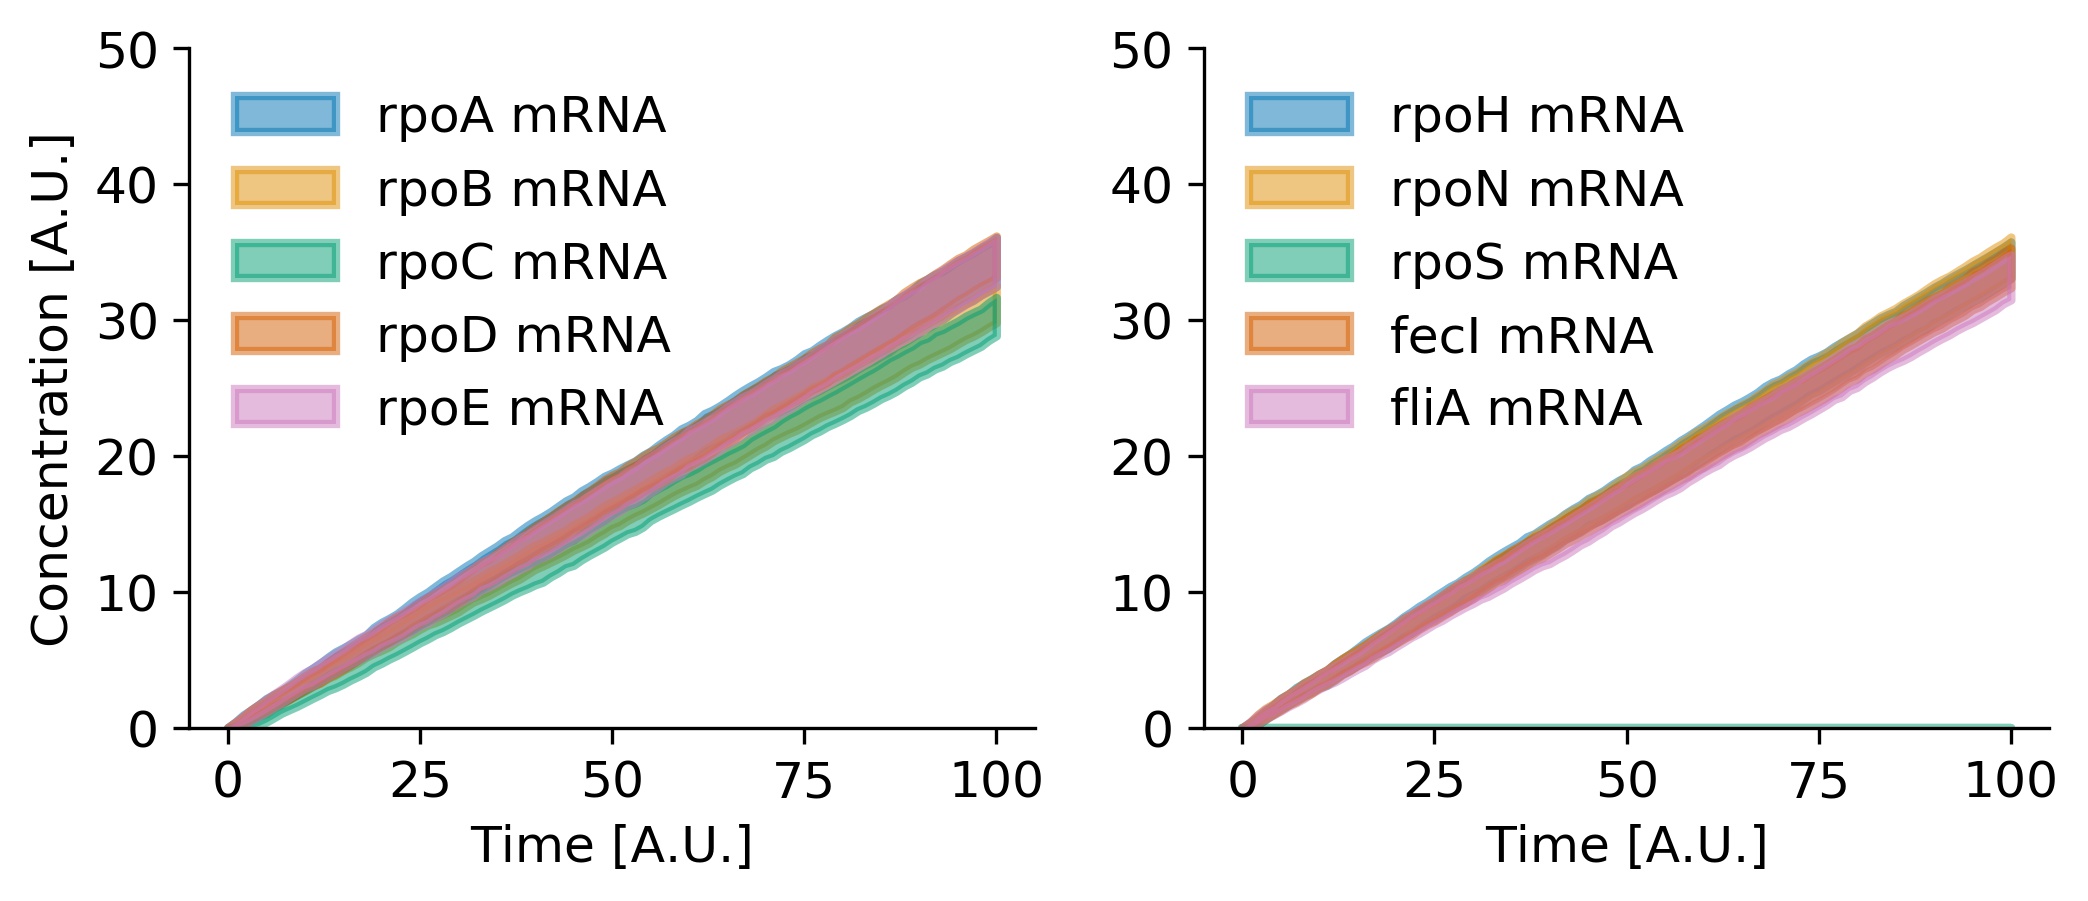 Concentration [A.U.]
50
40
30
20
10
0
rpoA mRNA
rpoB mRNA
rpoC mRNA
rpoD mRNA
rpoE mRNA
0 25 50 75 100
Time [A.U.]
50
40
30
20
10
0
rpoH mRNA
rpoN mRNA
rpoS mRNA
fecI mRNA
fliA mRNA
0 25 50 75 100
Time [A.U.]